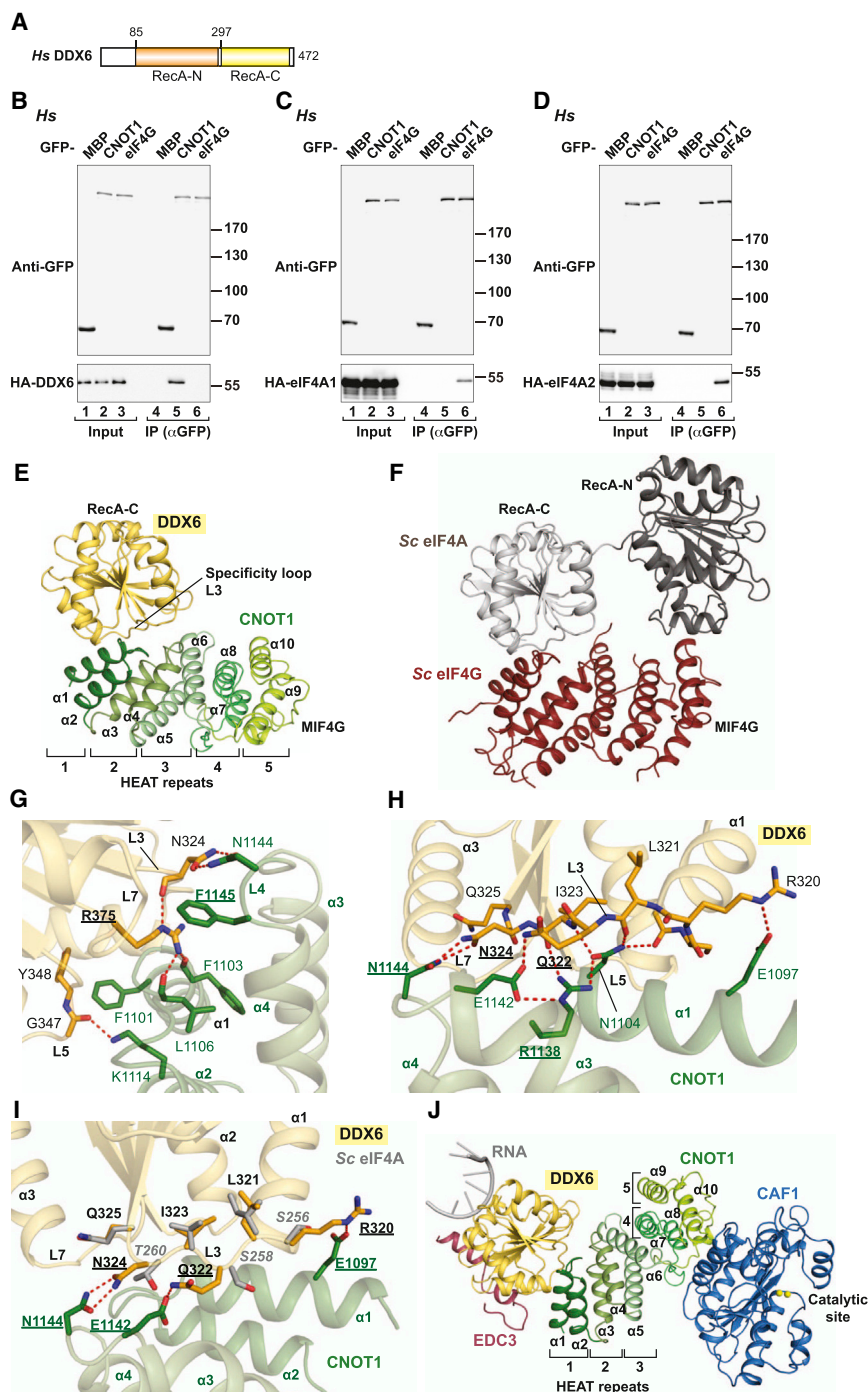 A
85 297
Hs DDX6
472
RecA-N RecA-C
B
Hs
GFP-
MBP CNOT1 eIF4G MBP CNOT1 eIF4G
Anti-GFP
170
130
100
70
HA-DDX6
55
1 2 3 4 5 6
Input IP (αGFP)
C
Hs
GFP-
MBP CNOT1 eIF4G MBP CNOT1 eIF4G
Anti-GFP
170
130
100
70
HA-eIF4A1
55
1 2 3 4 5 6
Input IP (αGFP)
D
Hs
GFP-
MBP CNOT1 eIF4G MBP CNOT1 eIF4G
Anti-GFP
170
130
100
70
HA-eIF4A2
55
1 2 3 4 5 6
Input IP (αGFP)
E
RecA-C
DDX6
Specificity loop
L3
CNOT1
α6
α10
α8
α1
α9
α2
α4
α7
α3
α5
MIF4G
1 2 3 4 5
HEAT repeats
F
RecA-N
RecA-C
Sc eIF4A
Sc eIF4G
MIF4G
G
N324
L3
N1144
L7
L4
F1145
α3
R375
Y348
F1103
F1101
α4
α1
G347
L1106
L5
K1114
α2
H
α1
DDX6
α3
L321
L3
Q325
I323
R320
N1144
L7
N324
Q322
L5
E1097
E1142
N1104
α1
R1138
α4
α3
CNOT1
I
α1
DDX6
α2
Sc eIF4A
α3
L321
Q325
I323
S256
L7
T260
R320
N324
L3
S258
Q322
E1097
N1144
E1142
α1
α4
α3
α2
CNOT1
J
RNA
CNOT1
DDX6
α9
5
α10
CAF1
4
α8
α7
α6
Catalytic
site
EDC3
α4
α1
α2
α3
α5
1 2 3
HEAT repeats